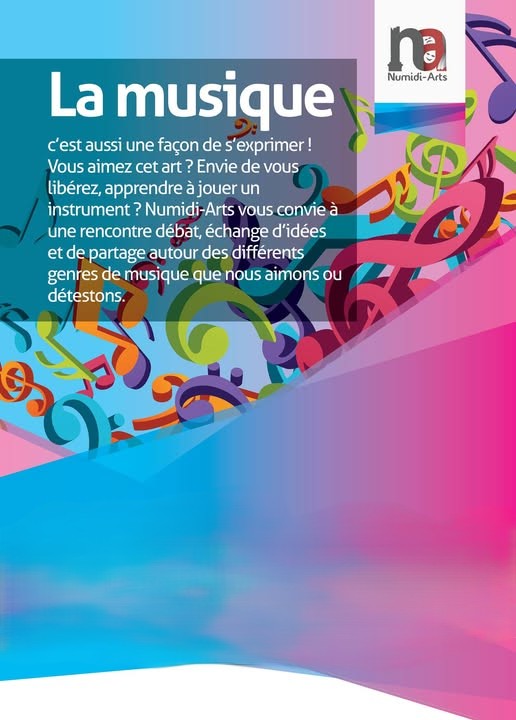 na
Numidi-Arts
La musique
c'est aussi une façon de s'exprimer !
Vous aimez cet art ? Envie de vous
libérez, apprendre à jouer un
instrument ? Numidi-Arts vous convie à
une rencontre débat, échange d'idées
et de partage autour des différents
genres de musique que nous aimons ou
détestons.